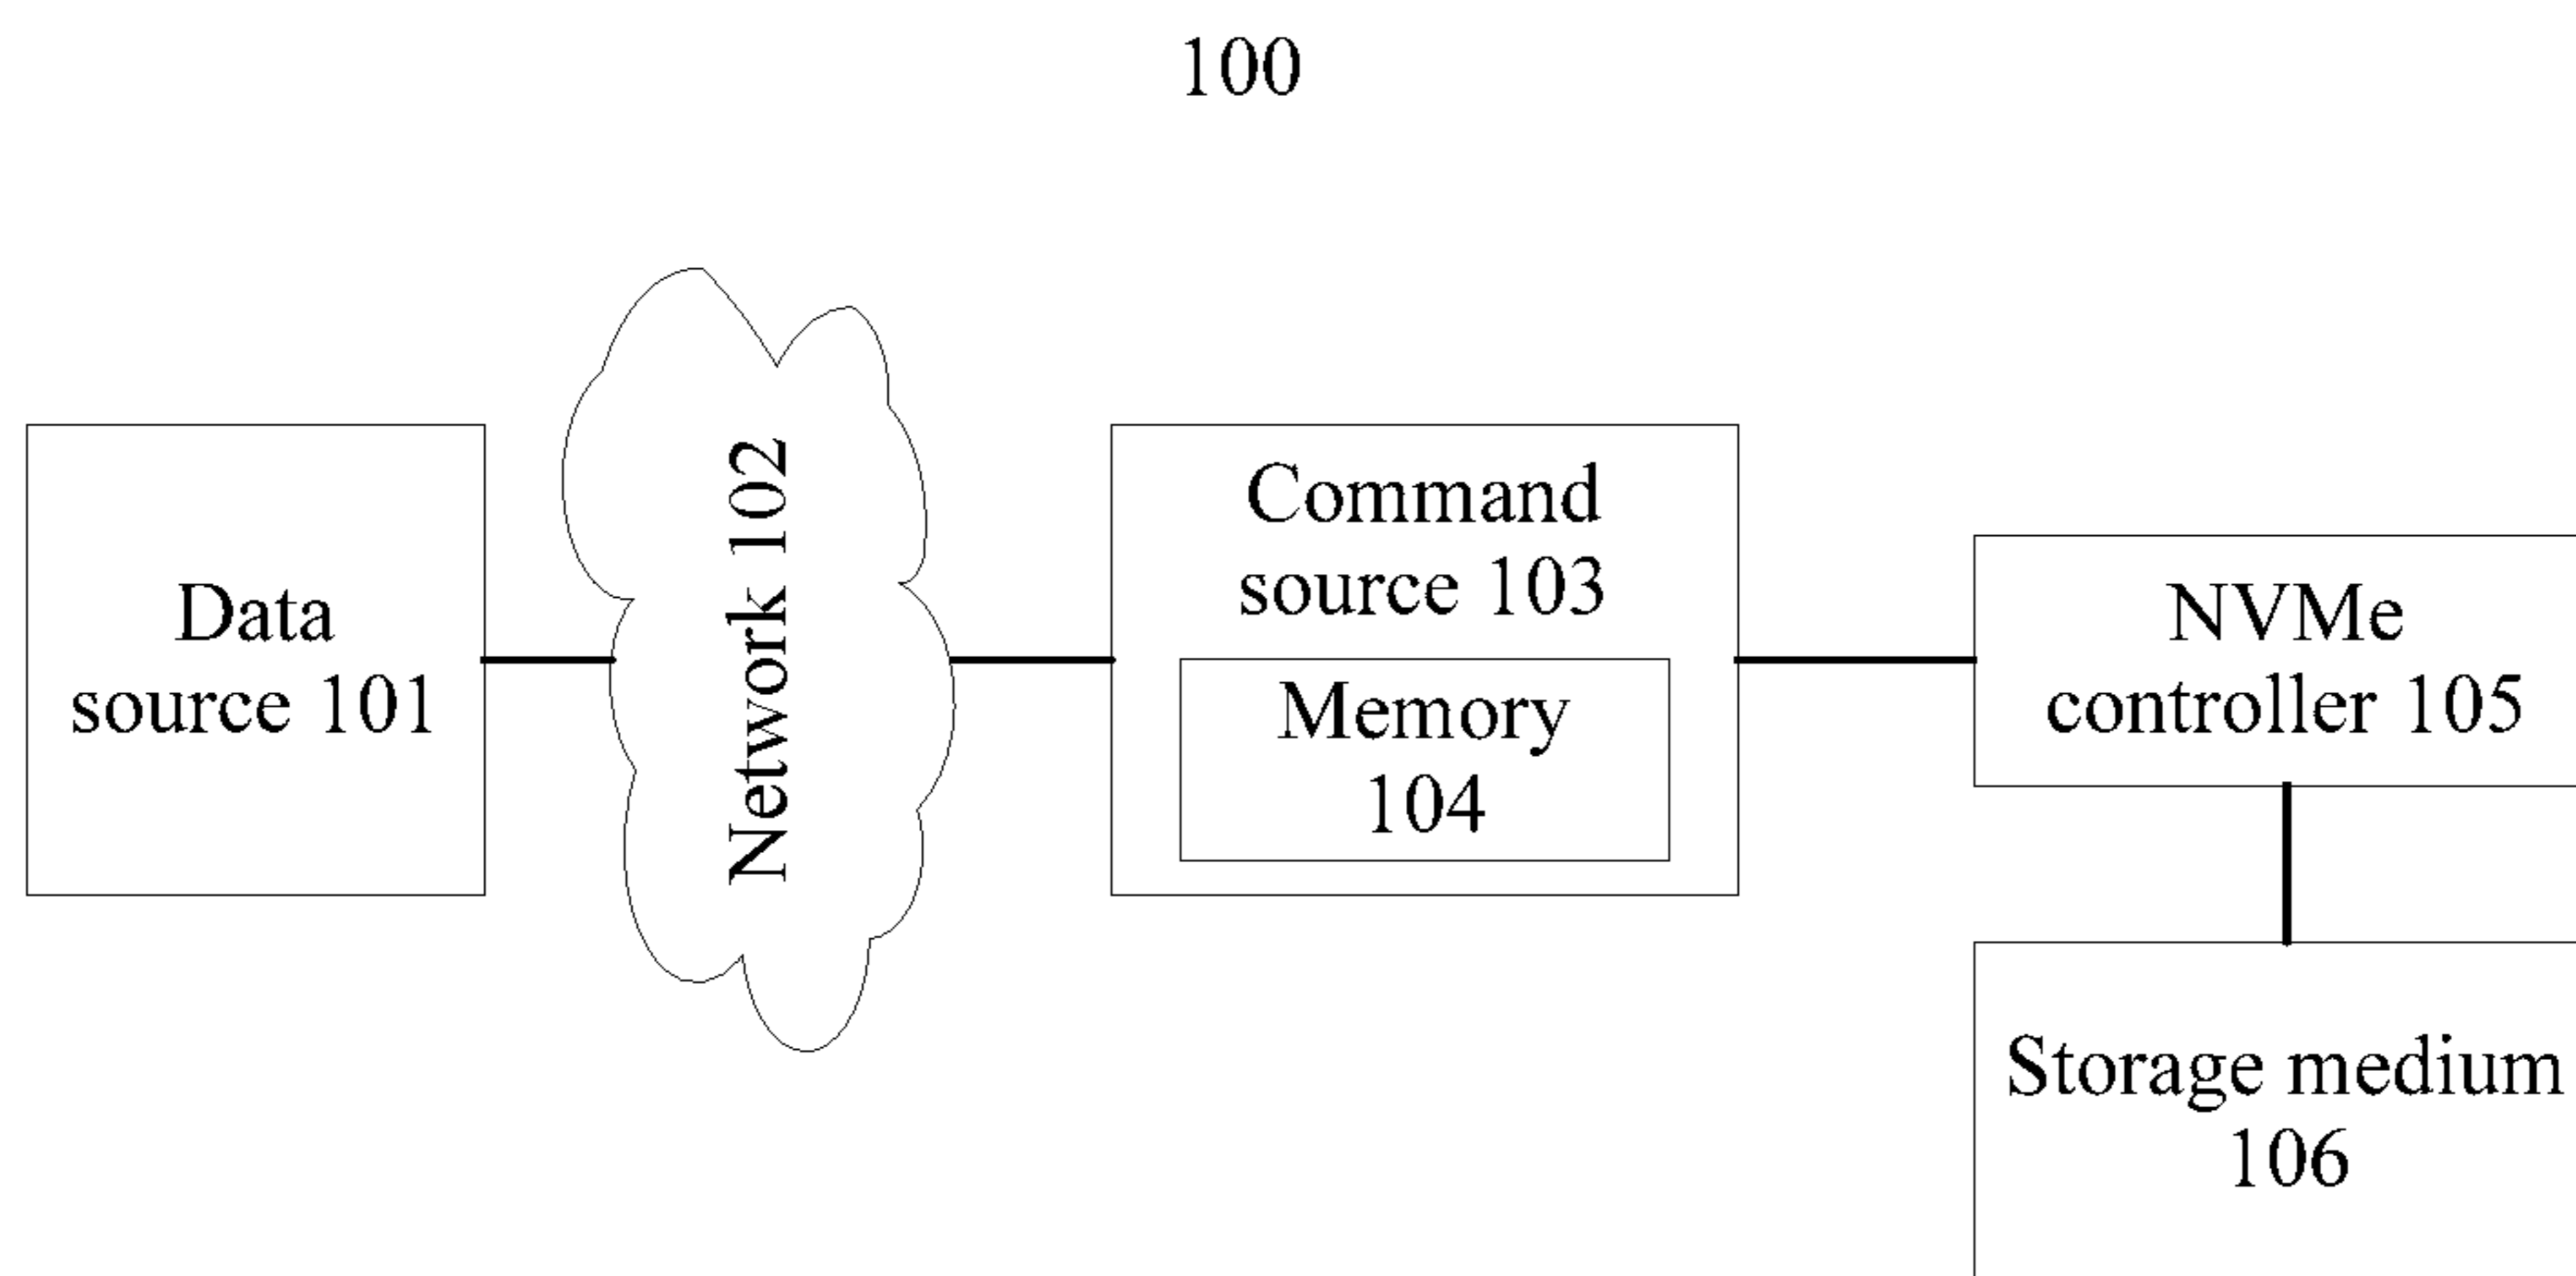 100
Data
source 101
Network 102
Command
source 103
Memory
104
NVMe
controller 105
Storage medium
106